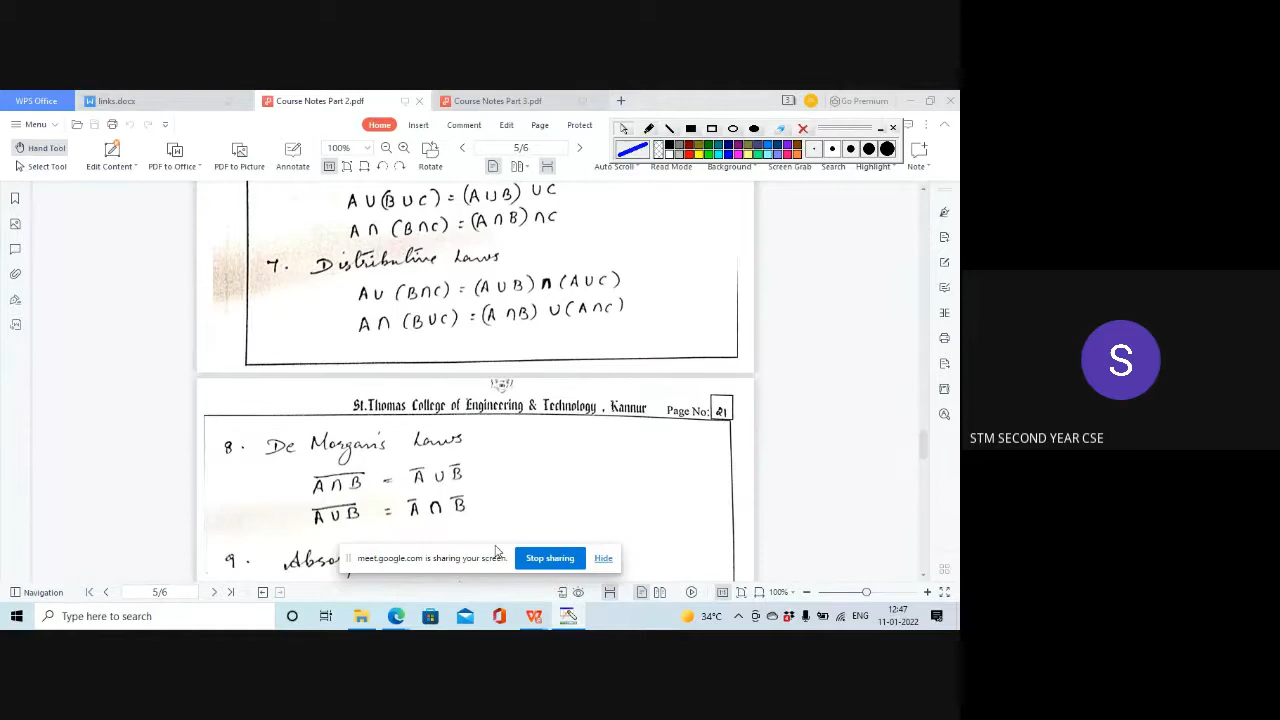 WPS Office
links.docx
Course Notes Part 2.pdf
Course Notes Part 3.pdf
3
Go Premium
Menu
Home
Insert
Comment
Edit
Page
Protect
Hand Tool
100%
5/6
Select Text
Edit Content
PDF to Office
PDF to Picture
Annotate
Rotate
Auto Scroll
Read Mode
Background
Screen Grab
Search
Highlight
Note
A ∪ (B ∪ C) = (A ∪ B) ∪ C
A ∩ (B ∩ C) = (A ∩ B) ∩ C
7. Distributive Laws
A ∪ (B ∩ C) = (A ∪ B) ∩ (A ∪ C)
A ∩ (B ∪ C) = (A ∩ B) ∪ (A ∩ C)
St.Thomas College of Engineering & Technology , Kannur Page No: 21
8. De Morgan's Laws
A̅ ̅∩̅ ̅B̅ = A̅ ∪ B̅
A̅ ̅∪̅ ̅B̅ = A̅ ∩ B̅
9.
meet.google.com is sharing your screen.
Stop sharing
Hide
Navigation
5/6
100%
Type here to search
34°C
ENG
12:47
11-01-2022
S
STM SECOND YEAR CSE